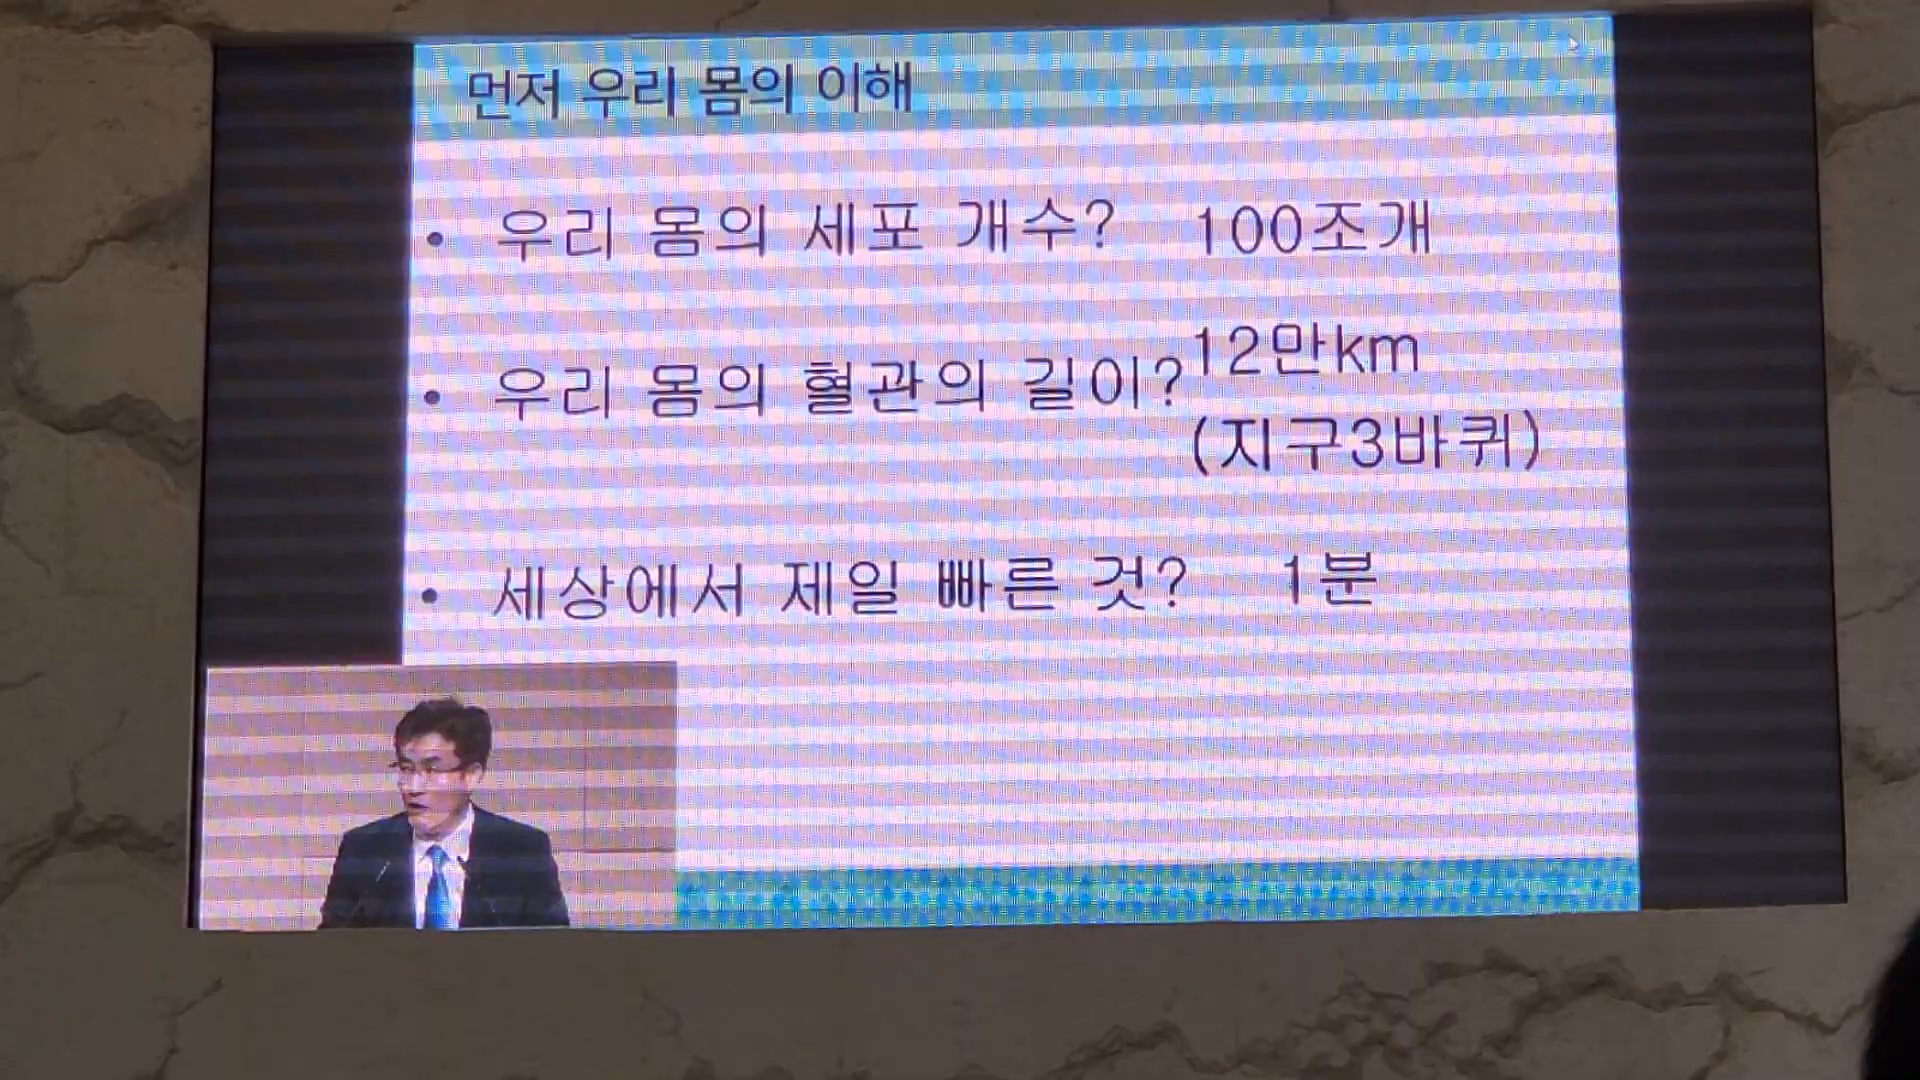 먼저 우리 몸의 이해
• 우리 몸의 세포 개수? 100조개
• 우리 몸의 혈관의 길이? 12만km
(지구3바퀴)
• 세상에서 제일 빠른 것? 1분